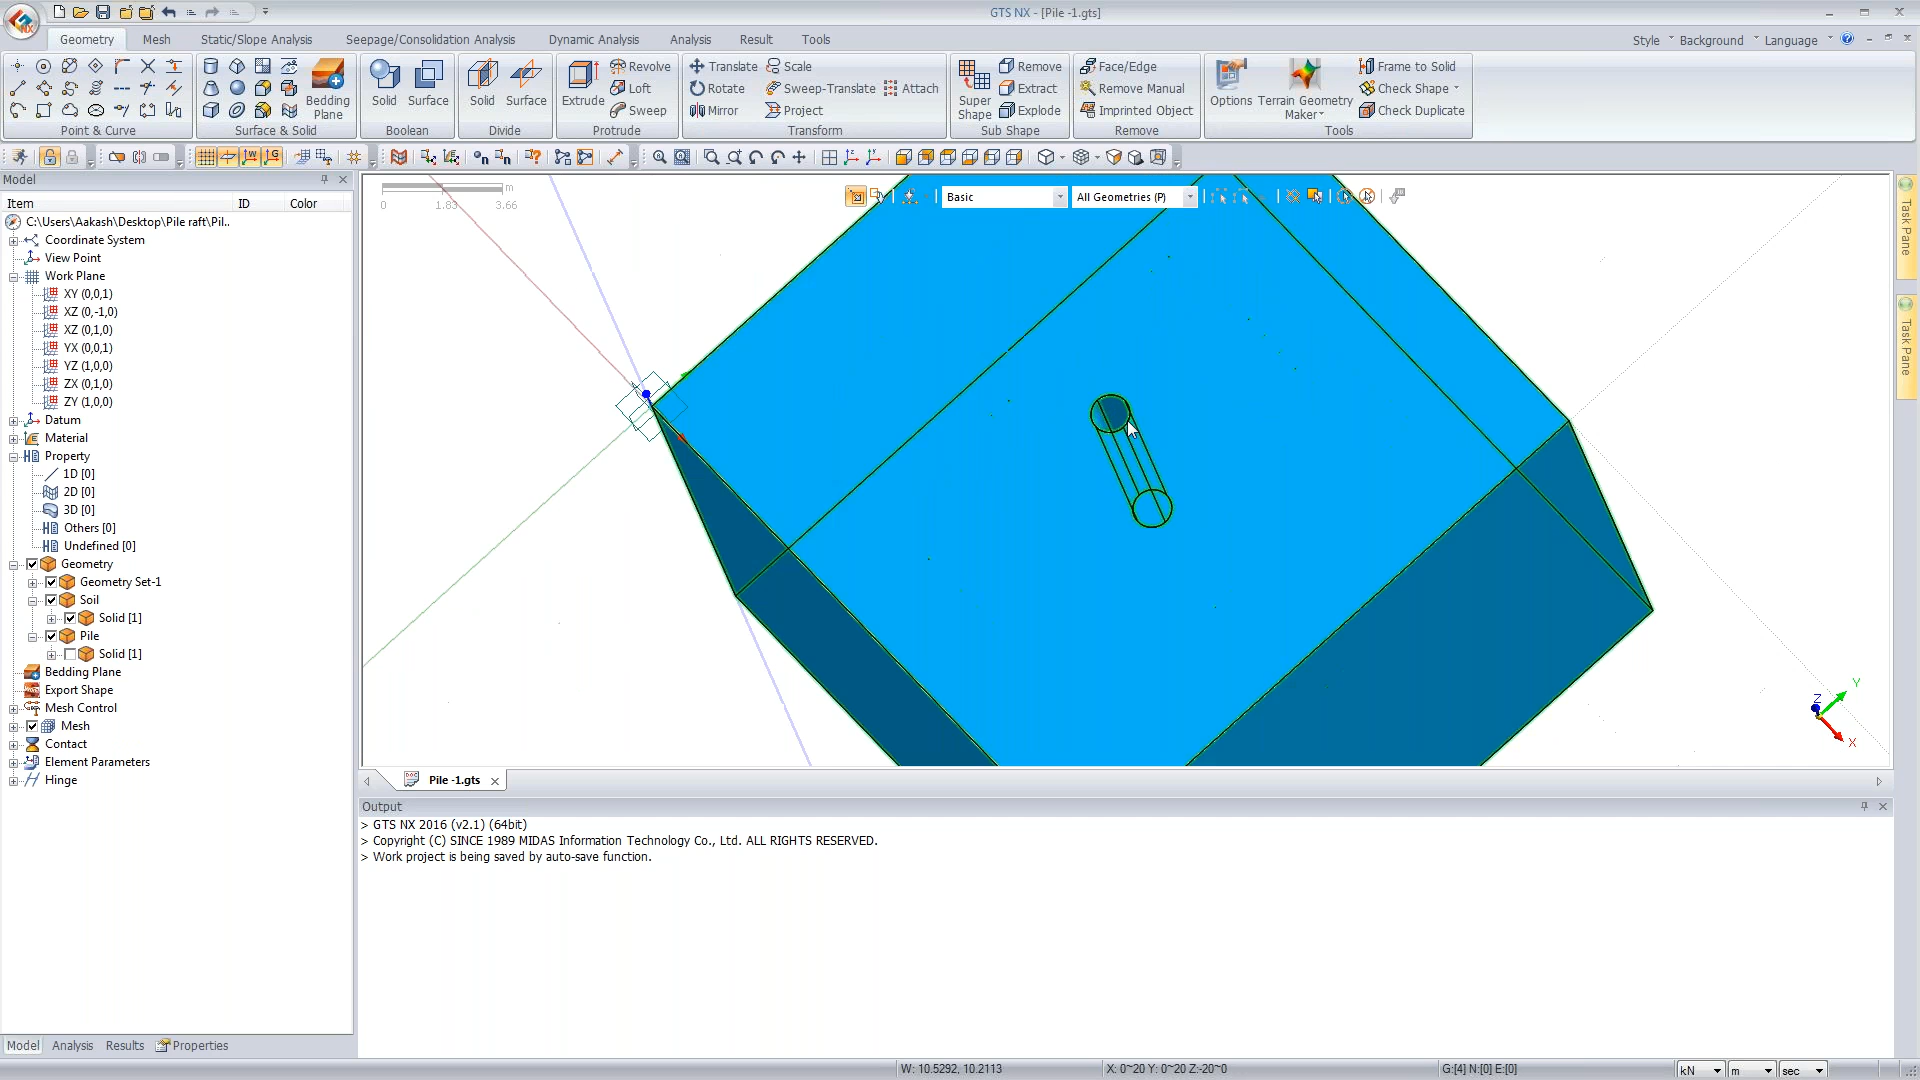 GTS NX - [Pile -1.gts]
Geometry Mesh Static/Slope Analysis Seepage/Consolidation Analysis Dynamic Analysis Analysis Result Tools
Style Background Language
Bedding Plane
Point & Curve
Surface & Solid
Solid Surface
Boolean
Solid Surface
Divide
Extrude Revolve Loft Sweep
Protrude
Translate Scale
Rotate Sweep-Translate Attach
Mirror Project
Transform
Super Shape
Remove
Extract
Explode
Sub Shape
Face/Edge
Remove Manual
Imprinted Object
Remove
Options
Terrain Geometry Maker
Frame to Solid
Check Shape
Check Duplicate
Tools
Model
Item ID Color
C:\Users\Aakash\Desktop\Pile raft\Pil..
Coordinate System
View Point
Work Plane
XY (0,0,1)
XZ (0,-1,0)
XZ (0,1,0)
YX (0,0,1)
YZ (1,0,0)
ZX (0,1,0)
ZY (1,0,0)
Datum
Material
Property
1D [0]
2D [0]
3D [0]
Others [0]
Undefined [0]
Geometry
Geometry Set-1
Soil
Solid [1]
Pile
Solid [1]
Bedding Plane
Export Shape
Mesh Control
Mesh
Contact
Element Parameters
Hinge
Model Analysis Results Properties
m
0 1.83 3.66
Basic
All Geometries (P)
Z Y X
Task Pane
Task Pane
Pile -1.gts
Output
> GTS NX 2016 (v2.1) (64bit)
> Copyright (C) SINCE 1989 MIDAS Information Technology Co., Ltd. ALL RIGHTS RESERVED.
> Work project is being saved by auto-save function.
W: 10.5292, 10.2113
X: 0~20 Y: 0~20 Z:-20~0
G:[4] N:[0] E:[0]
kN m sec